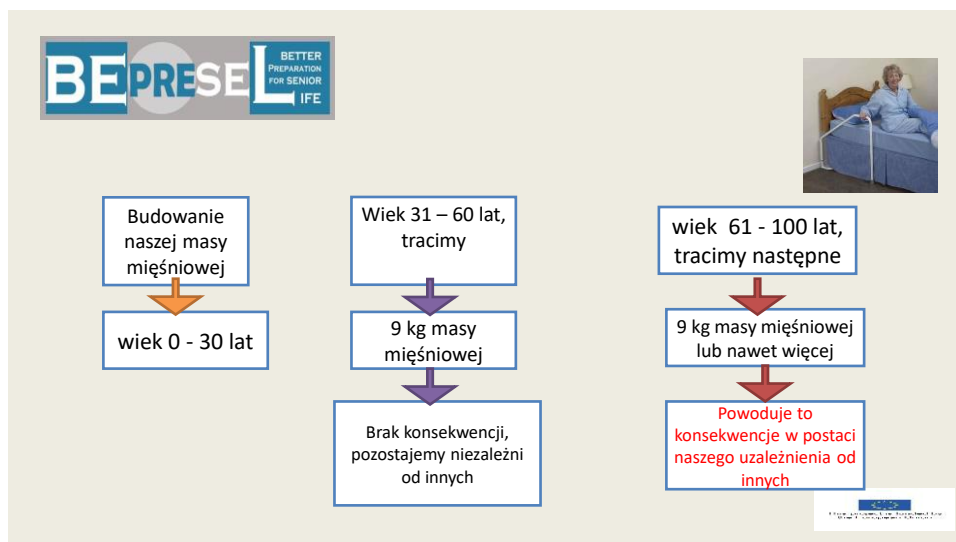 BEPRESEL
BETTER
PREPARATION
FOR SENIOR
LIFE
Budowanie
naszej masy
mięśniowej
wiek 0 - 30 lat
Wiek 31 – 60 lat,
tracimy
9 kg masy
mięśniowej
Brak konsekwencji,
pozostajemy niezależni
od innych
wiek 61 - 100 lat,
tracimy następne
9 kg masy mięśniowej
lub nawet więcej
Powoduje to
konsekwencje w postaci
naszego uzależnienia od
innych